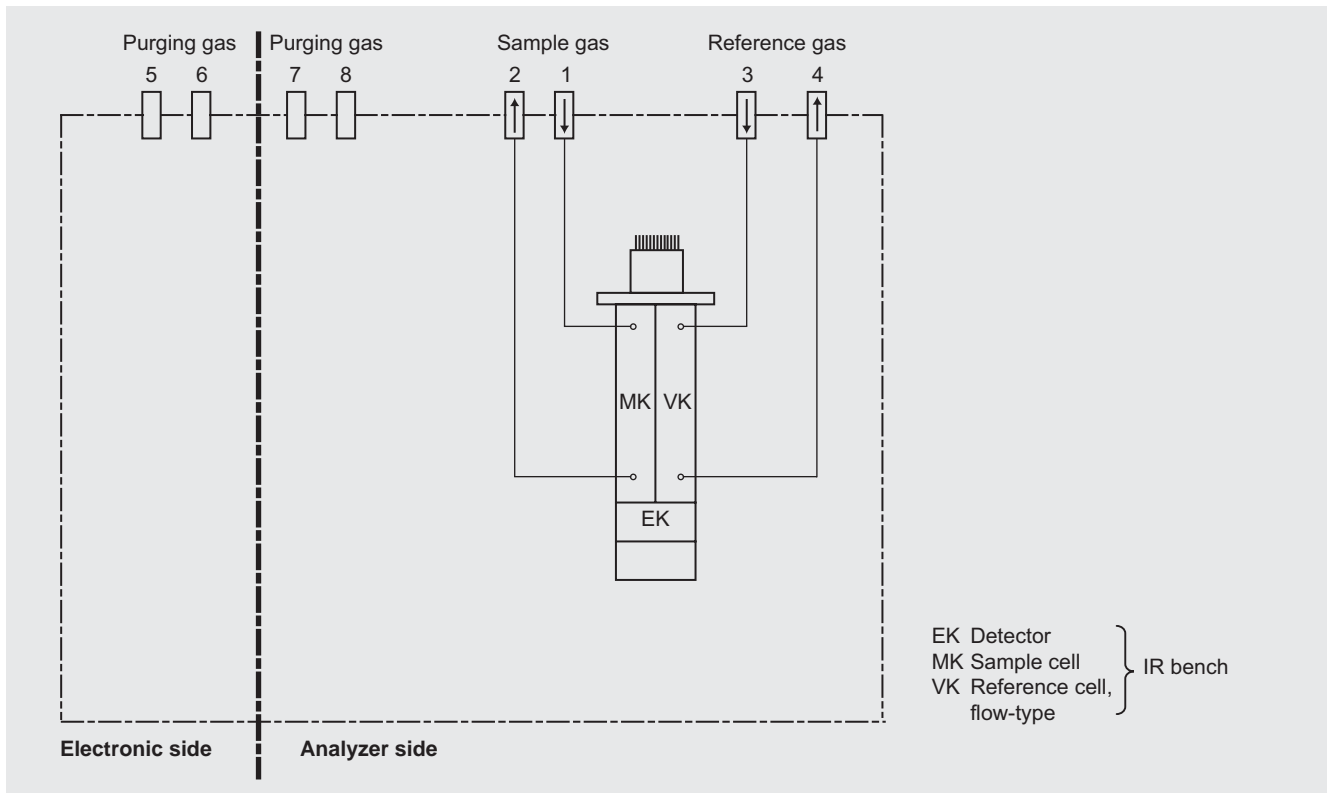 Purging gas Purging gas Sample gas Reference gas
5 6 7 8 2 1 3 4
MK VK
EK
EK Detector
MK Sample cell
VK Reference cell,
flow-type
IR bench
Electronic side Analyzer side